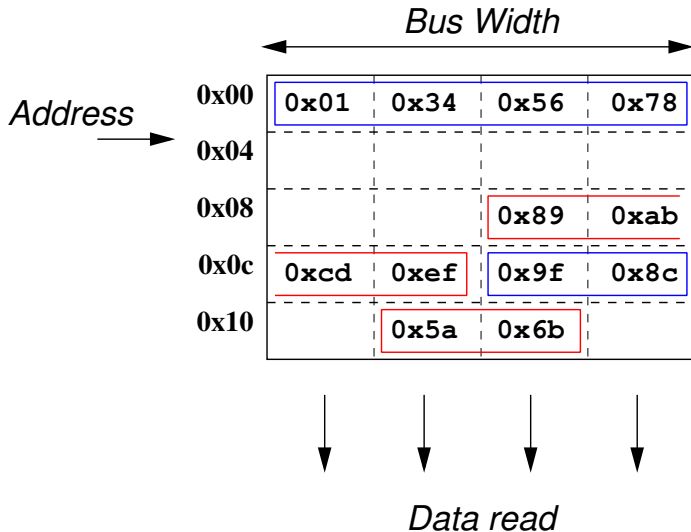 Bus Width
Address
0x00 0x01 0x34 0x56 0x78
0x04
0x08 0x89 0xab
0x0c 0xcd 0xef 0x9f 0x8c
0x10 0x5a 0x6b
Data read